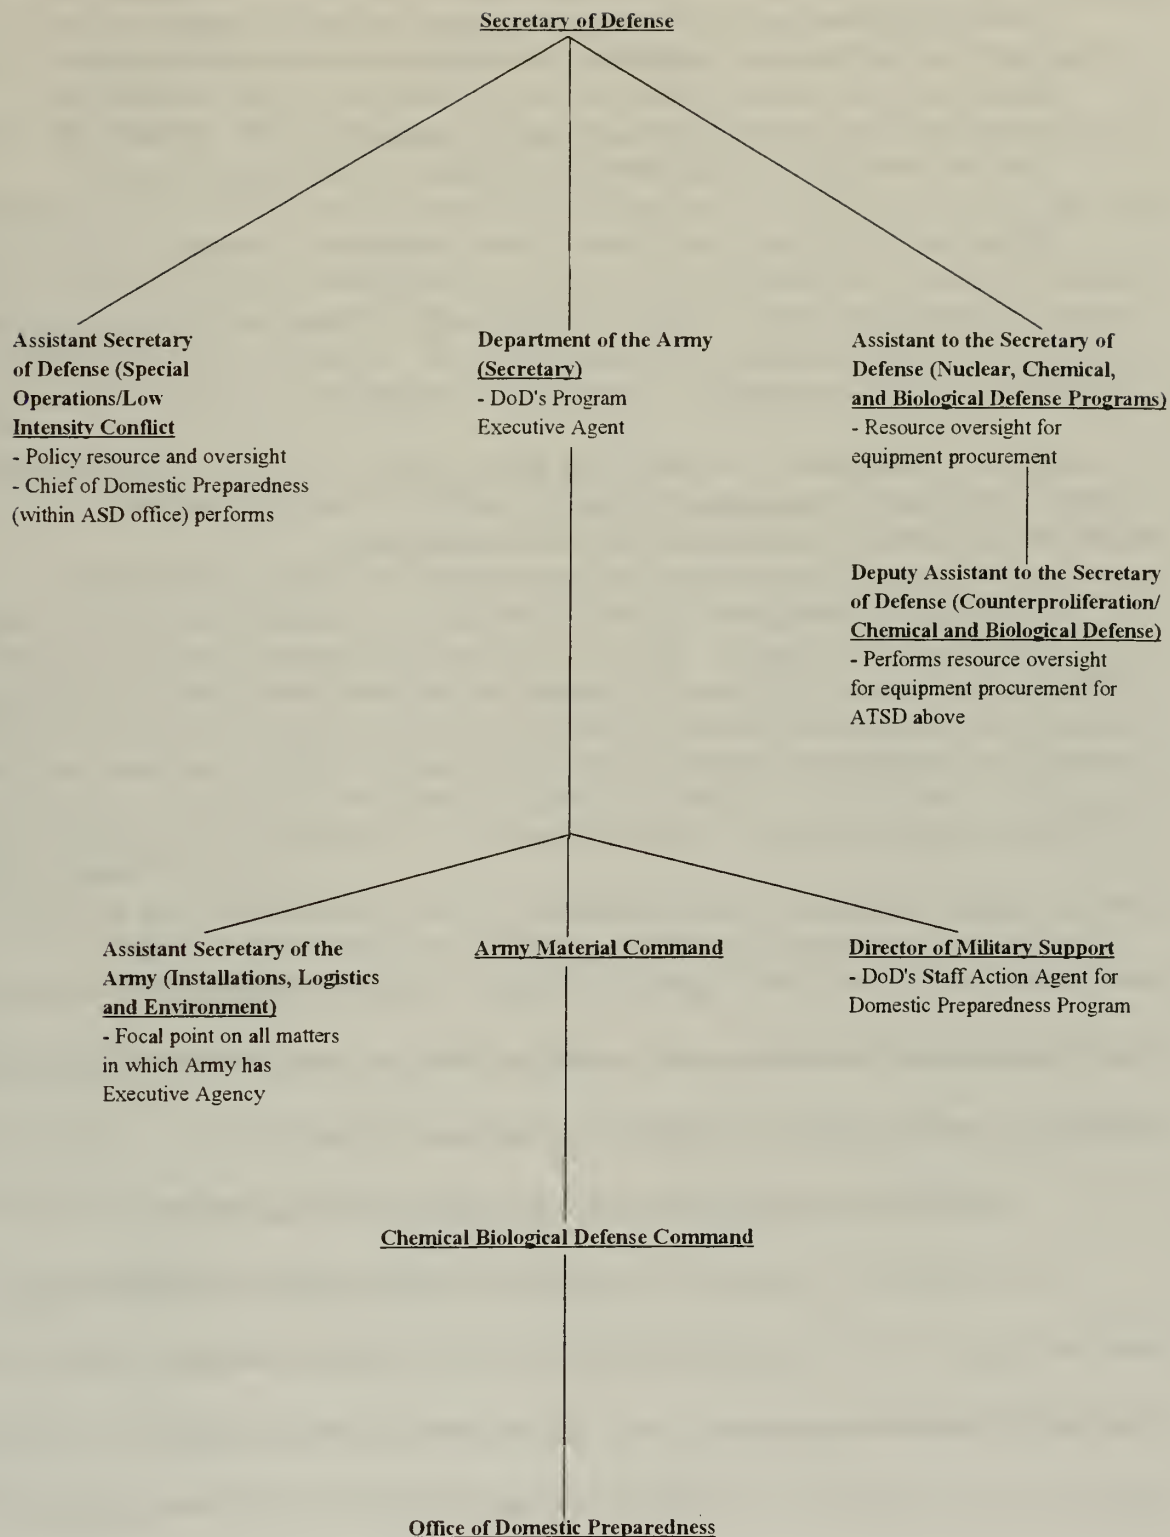 Secretary of Defense
Assistant Secretary
of Defense (Special
Operations/Low
Intensity Conflict
- Policy resource and oversight
- Chief of Domestic Preparedness
(within ASD office) performs
Department of the Army
(Secretary)
- DoD's Program
Executive Agent
Assistant to the Secretary of
Defense (Nuclear, Chemical,
and Biological Defense Programs)
- Resource oversight for
equipment procurement
Deputy Assistant to the Secretary
of Defense (Counterproliferation/
Chemical and Biological Defense)
- Performs resource oversight
for equipment procurement for
ATSD above
Assistant Secretary of the
Army (Installations, Logistics
and Environment)
- Focal point on all matters
in which Army has
Executive Agency
Army Material Command
Director of Military Support
- DoD's Staff Action Agent for
Domestic Preparedness Program
Chemical Biological Defense Command
Office of Domestic Preparedness